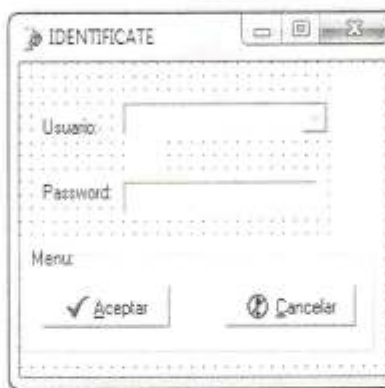 IDENTIFICATE
Usuario:
Password:
Menu:
Aceptar
Cancelar